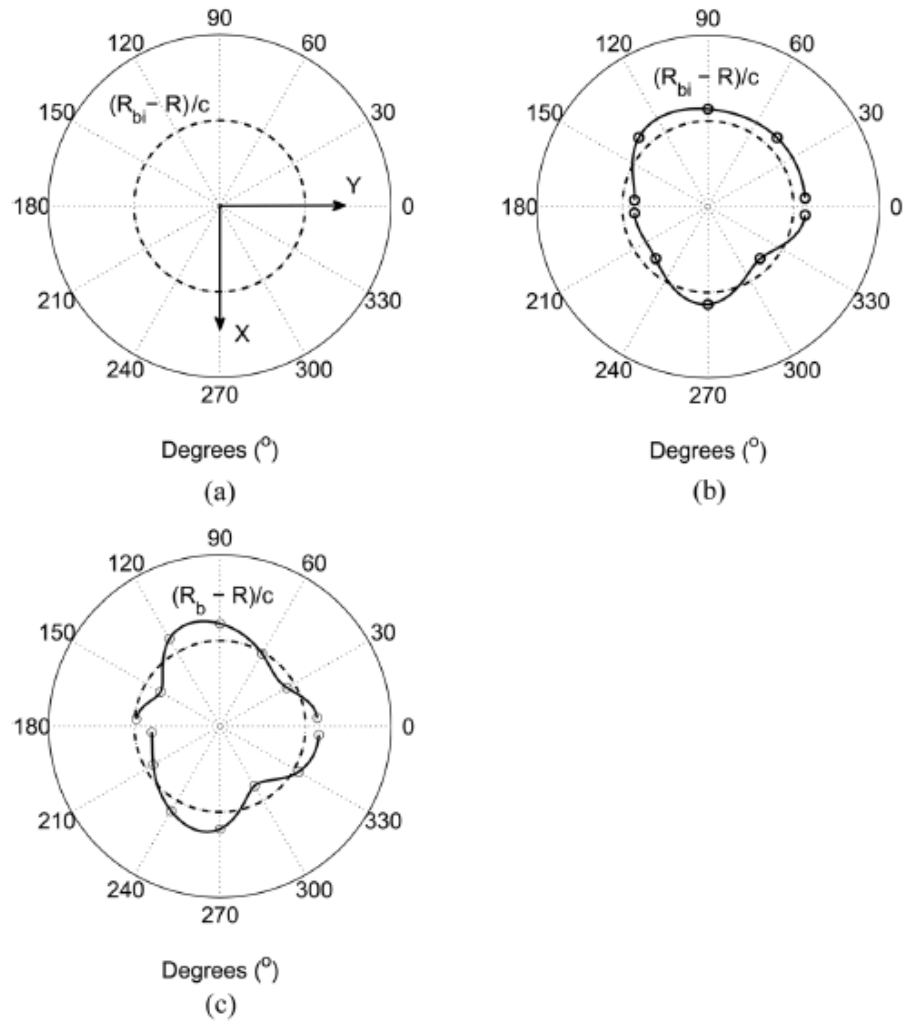 90 90
120 60 120 60
(R_bi − R)/c (R_bi − R)/c
150 30 150 30
Y
180 0 180 0
X
210 330 210 330
240 300 240 300
270 270
Degrees (°) Degrees (°)
(a) (b)
90
120 60
(R_b − R)/c
150 30
180 0
210 330
240 300
270
Degrees (°)
(c)